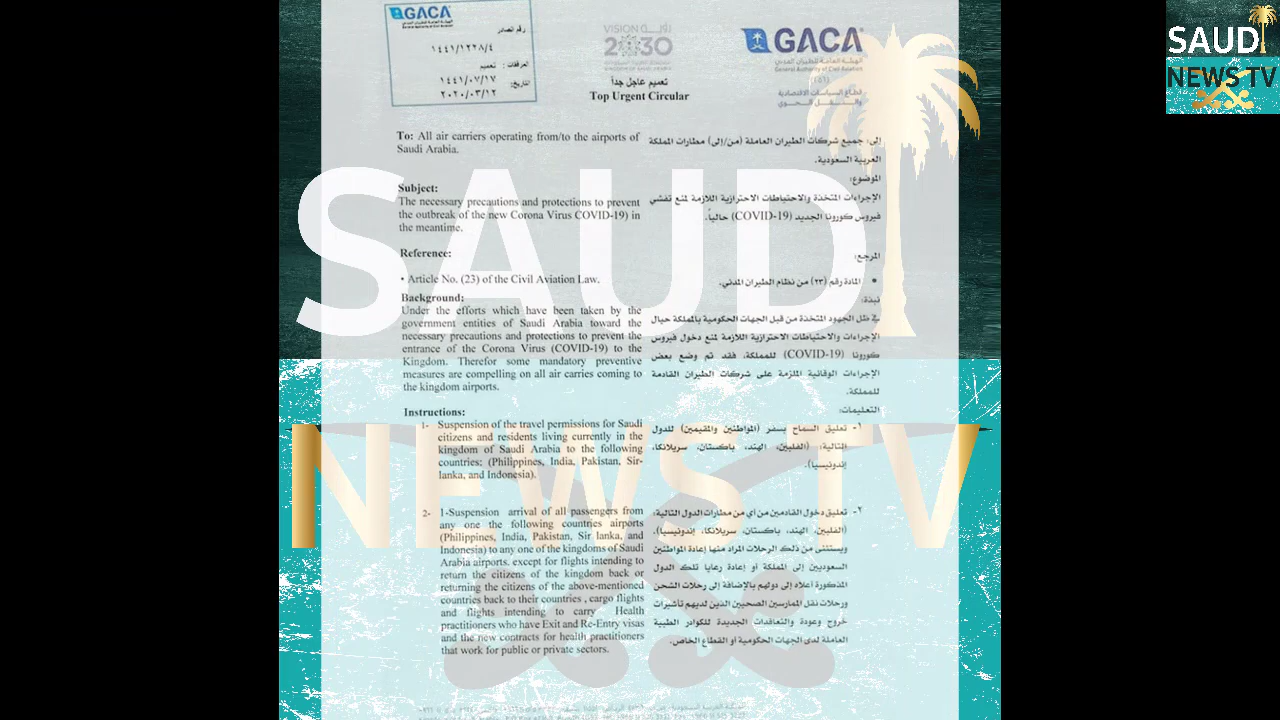 GACA
الهيئة العامة للطيران المدني
General Authority of Civil Aviation
رقم الصادر
١٤٤١/١٢٢٨/٤
المرفقات : تعميم
١٤٤١/٠٧/١٧
التاريخ:
٢٠٢٠/٠٣/١٢
VISION رؤية
2030
GACA
الهيئة العامة للطيران المدني
General Authority of Civil Aviation
قطاع السياسات الاقتصادية
والنقل الجوي
تعميم عاجل جداً
Top Urgent Circular
SAUDI
NEWS TV
To: All air carriers operating from/to the airports of
Saudi Arabia.
Subject:
The necessary precautions and protections to prevent
the outbreak of the new Corona Virus COVID-19) in
the meantime.
Reference:
• Article No. (23) of the Civil Aviation Law.
Background:
Under the efforts which have been taken by the
government entities of Saudi Arabia toward the
necessary precautions and protections to prevent the
entrance of the Corona Virus (COVID-19) to the
Kingdom. Therefor some mandatory preventive
measures are compelling on all air carries coming to
the kingdom airports.
Instructions:
1- Suspension of the travel permissions for Saudi
citizens and residents living currently in the
kingdom of Saudi Arabia to the following
countries: (Philippines, India, Pakistan, Sir-
lanka, and Indonesia).
2- 1-Suspension arrival of all passengers from
any one the following countries airports
(Philippines, India, Pakistan, Sir lanka, and
Indonesia) to any one of the kingdoms of Saudi
Arabia airports. except for flights intending to
return the citizens of the kingdom back or
returning the citizens of the above-mentioned
countries back to their countries , cargo flights
and flights intending to carry Health
practitioners who have Exit and Re-Entry visas
and the new contracts for health practitioners
that work for public or private sectors.
إلى: جميع شركات الطيران العاملة (من/إلى) مطارات المملكة
العربية السعودية.
الموضوع:
الإجراءات المتخذة والاحتياطات الاحترازية اللازمة لمنع تفشي
فيروس كورونا الجديد (COVID-19) حالياً.
المرجع:
• المادة رقم (٢٣) من نظام الطيران المدني.
نبذة:
في ظل الجهود المتخذة من قبل الجهات الحكومية بالمملكة حيال
الإجراءات والاحتياطات الاحترازية اللازمة لمنع دخول فيروس
كورونا (COVID-19) للمملكة، فقد تم وضع بعض
الإجراءات الوقائية الملزمة على شركات الطيران القادمة
للمملكة.
التعليمات:
١- تعليق السماح بسفر (المواطنين والمقيمين) للدول
التالية: (الفلبين، الهند، باكستان، سريلانكا،
إندونيسيا).
٢- تعليق دخول القادمين من أي من مطارات الدول التالية:
(الفلبين، الهند، باكستان، سريلانكا، إندونيسيا).
ويستثنى من ذلك الرحلات المراد منها إعادة المواطنين
السعوديين إلى المملكة أو إعادة رعايا تلك الدول
المذكورة أعلاه إلى دولهم بالإضافة إلى رحلات الشحن
ورحلات نقل الممارسين الصحيين الذين لديهم تأشيرات
خروج وعودة والتعاقدات الجديدة للكوادر الطبية
العاملة لدى الجهات الحكومية أو القطاع الخاص.
SAUDI
NEWS TV